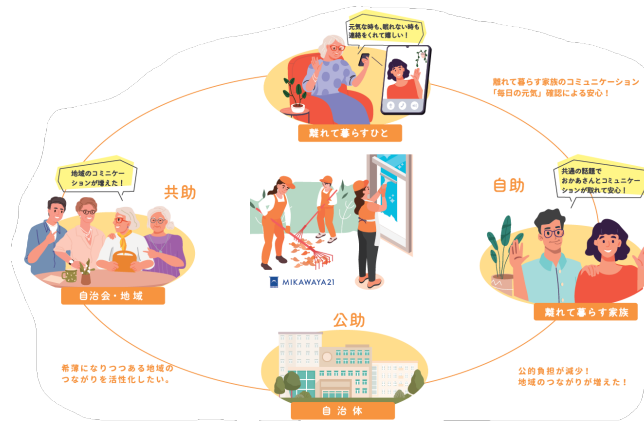 元気な時も、眠れない時も
連絡をくれて嬉しい！
離れて暮らすひと
離れて暮らす家族のコミュニケーション
「毎日の元気」確認による安心！
地域のコミニケー
ションが増えた！
共助
自治会・地域
自助
共通の話題で
おかあさんとコミュニケー
ションが取れて安心！
離れて暮らす家族
MIKAWAYA21
公助
自治体
希薄になりつつある地域の
つながりを活性化したい。
公的負担が減少！
地域のつながりが増えた！